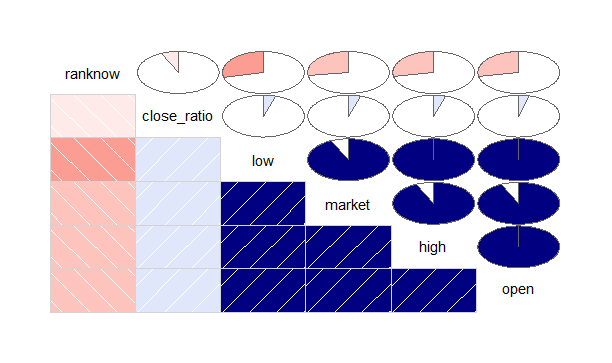 ranknow
close_ratio
low
market
high
open